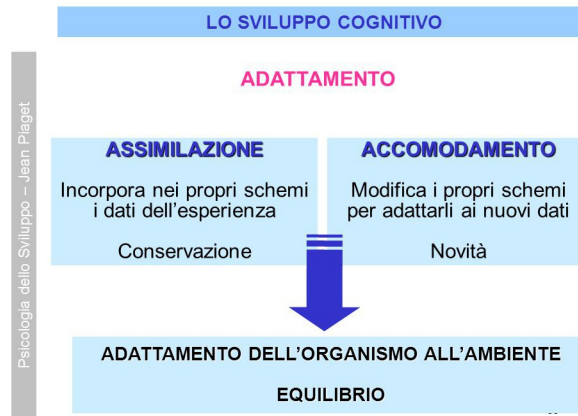 LO SVILUPPO COGNITIVO
ADATTAMENTO
Psicologia dello Sviluppo – Jean Piaget
ASSIMILAZIONE
Incorpora nei propri schemi
i dati dell'esperienza
Conservazione
ACCOMODAMENTO
Modifica i propri schemi
per adattarli ai nuovi dati
Novità
ADATTAMENTO DELL'ORGANISMO ALL'AMBIENTE
EQUILIBRIO